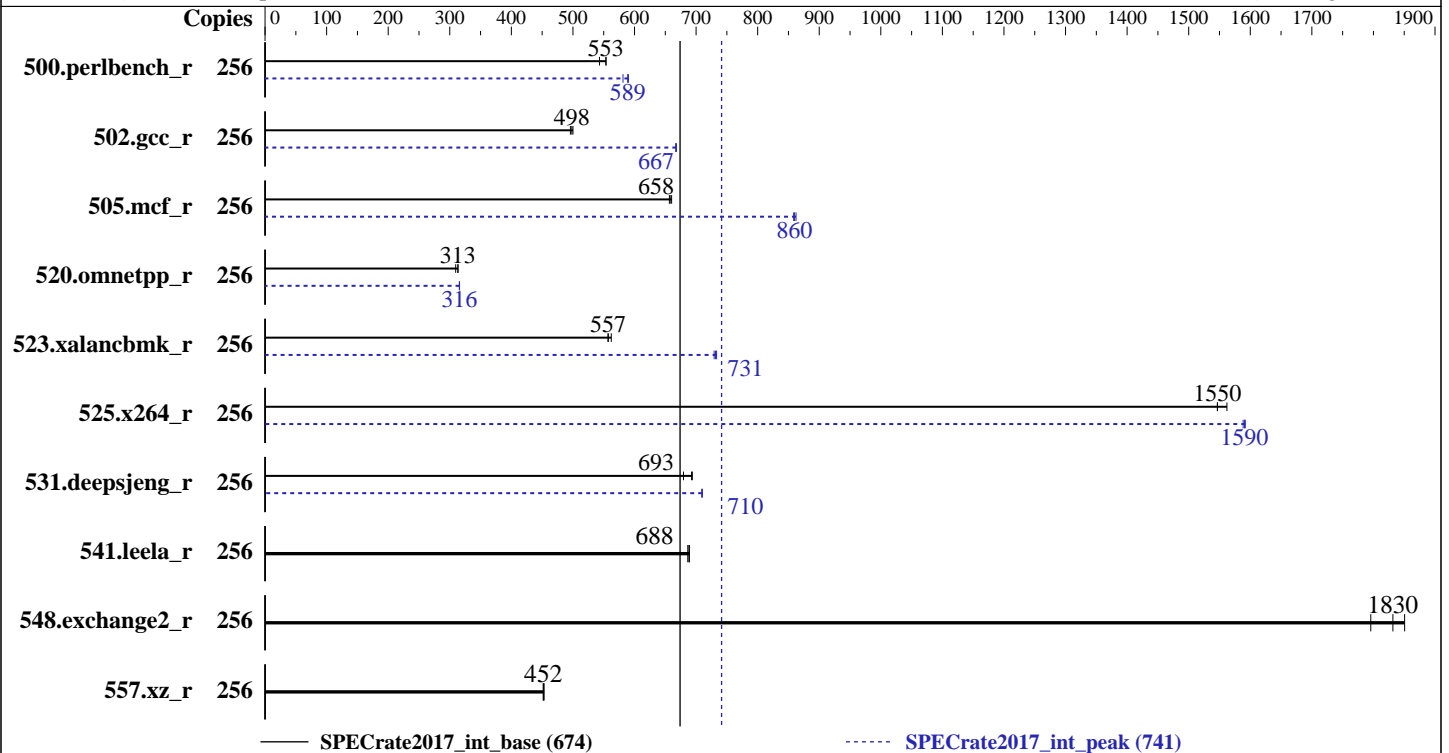 Copies 0 100 200 300 400 500 600 700 800 900 1000 1100 1200 1300 1400 1500 1600 1700 1900
553
500.perlbench_r 256
589
498
502.gcc_r 256
667
658
505.mcf_r 256
860
313
520.omnetpp_r 256
316
557
523.xalancbmk_r 256
731
1550
525.x264_r 256
1590
693
531.deepsjeng_r 256
710
688
541.leela_r 256
1830
548.exchange2_r 256
452
557.xz_r 256
SPECrate2017_int_base (674) SPECrate2017_int_peak (741)